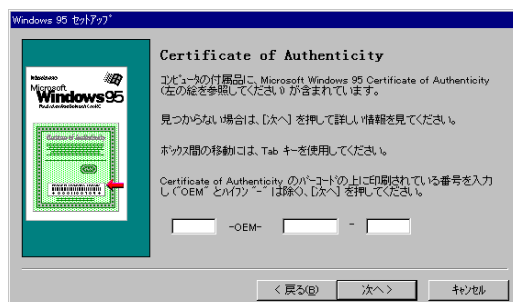 Windows 95 ｾｯﾄｱｯﾌﾟ
Certificate of Authenticity
ｺﾝﾋﾟｭｰﾀの付属品に、Microsoft Windows 95 Certificate of Authenticity
(左の絵を参照してください) が含まれています。
見つからない場合は、[次へ] を押して詳しい情報を見てください。
ﾎﾞｯｸｽ間の移動には、Tab キーを使用してください。
Certificate of Authenticity のﾊﾞｰｺｰﾄﾞの上に印刷されている番号を入力
し ("OEM" とﾊｲﾌﾝ "-" は除く)、[次へ] を押してください。
-OEM- -
Microsoft
Windows95
< 戻る(B)
次へ >
ｷｬﾝｾﾙ